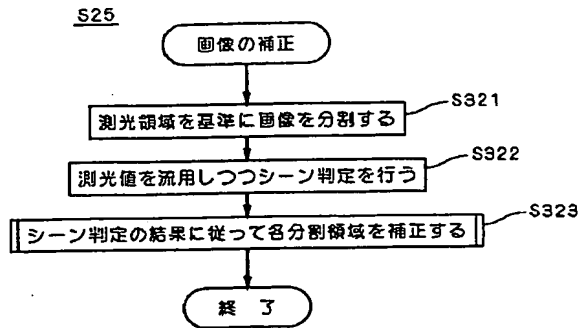 S25
画像の補正
測光領域を基準に画像を分割する
S321
測光値を流用しつつシーン判定を行う
S322
シーン判定の結果に従って各分割領域を補正する
S323
終了